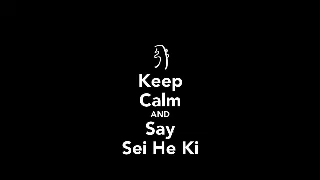 Keep
Calm
AND
Say
Sei He Ki